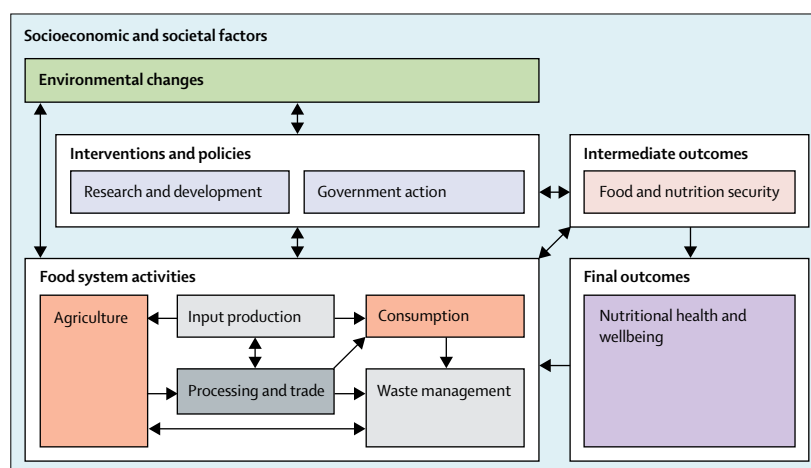 Socioeconomic and societal factors
Environmental changes
Interventions and policies
Research and development
Government action
Intermediate outcomes
Food and nutrition security
Food system activities
Agriculture
Input production
Consumption
Processing and trade
Waste management
Final outcomes
Nutritional health and
wellbeing